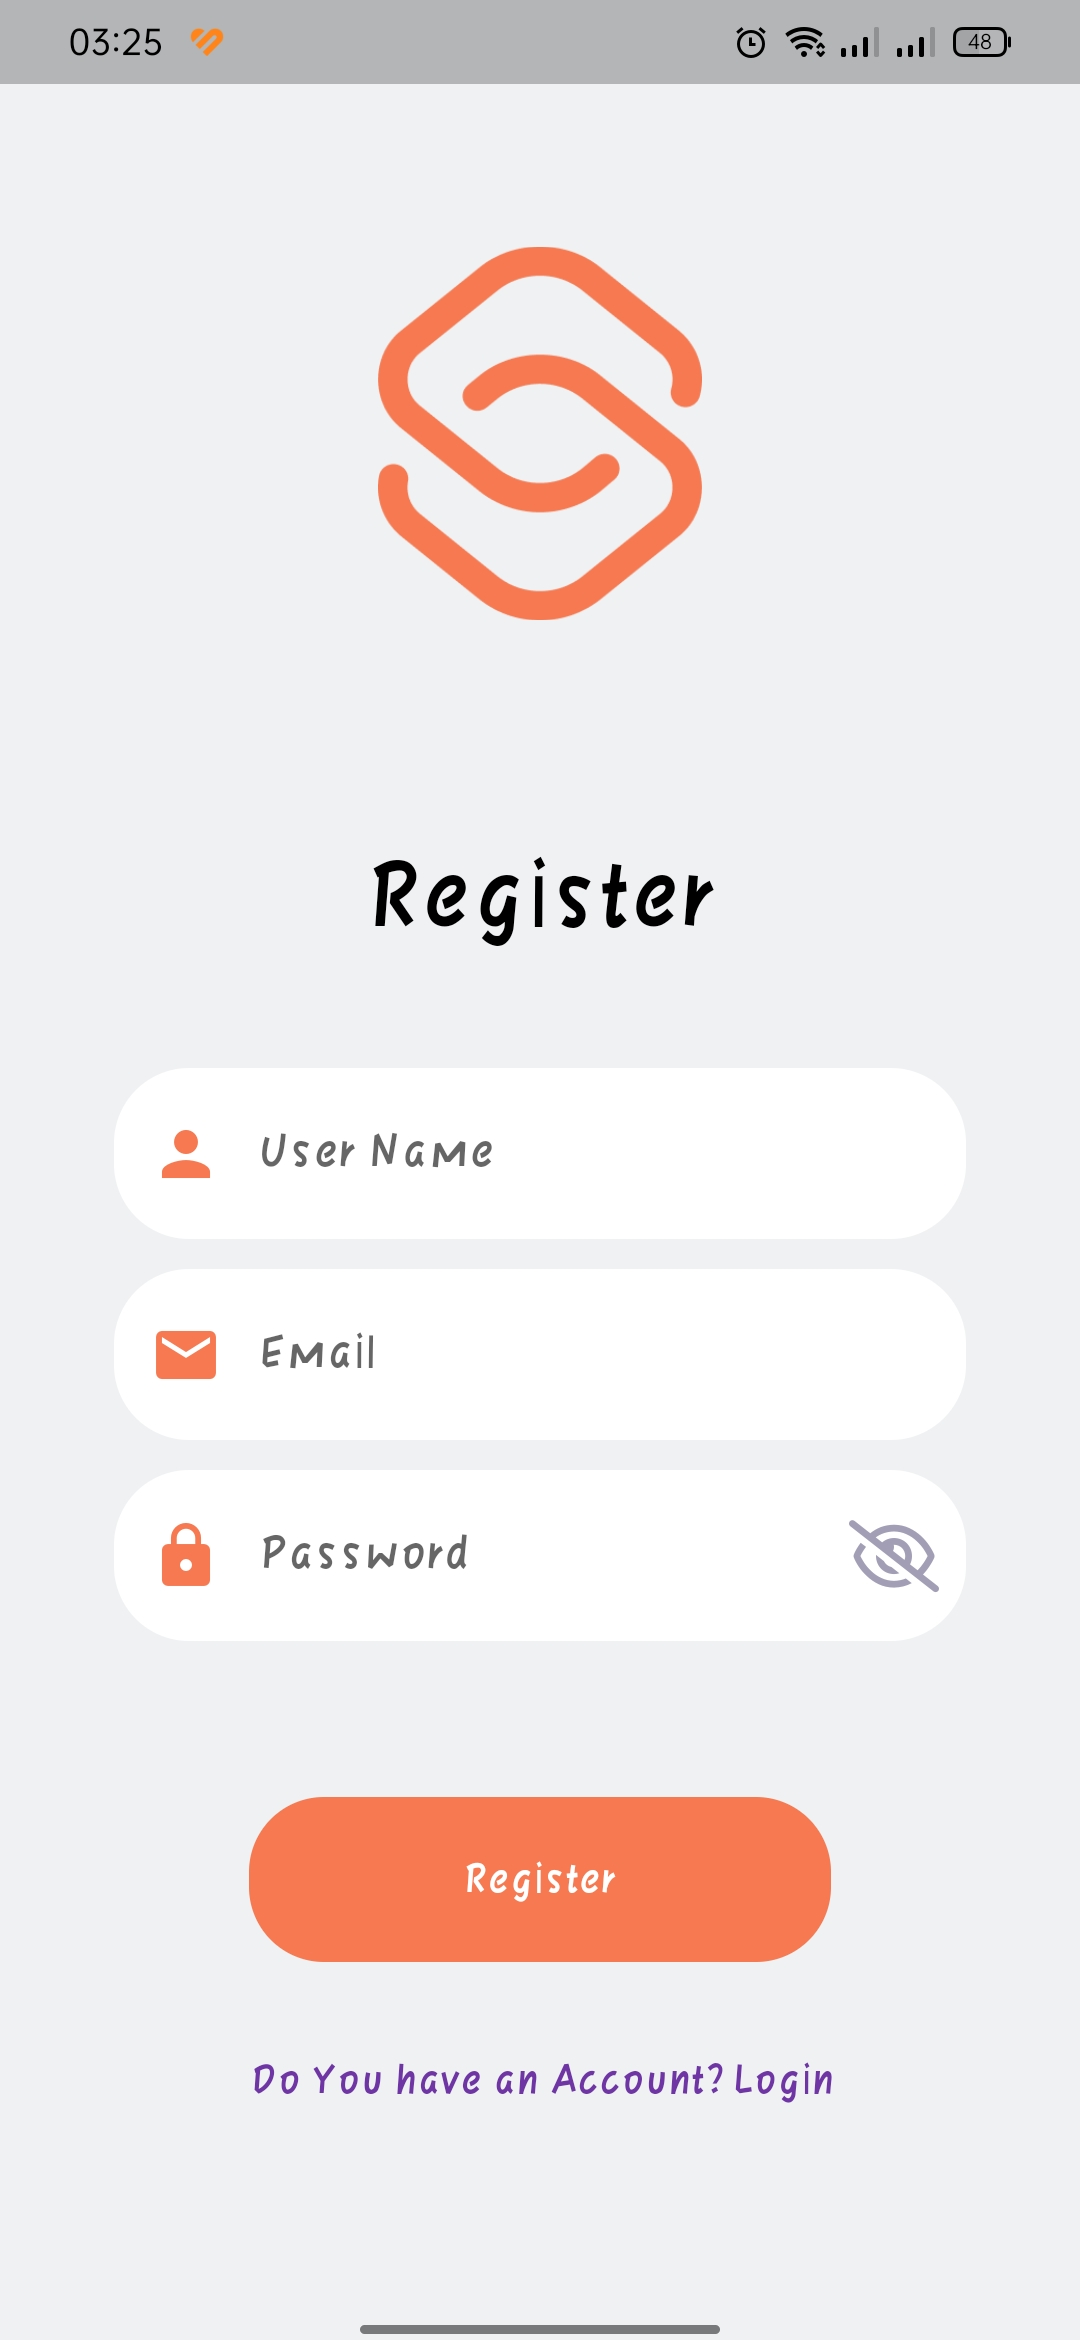 03:25
48
Register
User Name
Email
Password
Register
Do You have an Account? Login